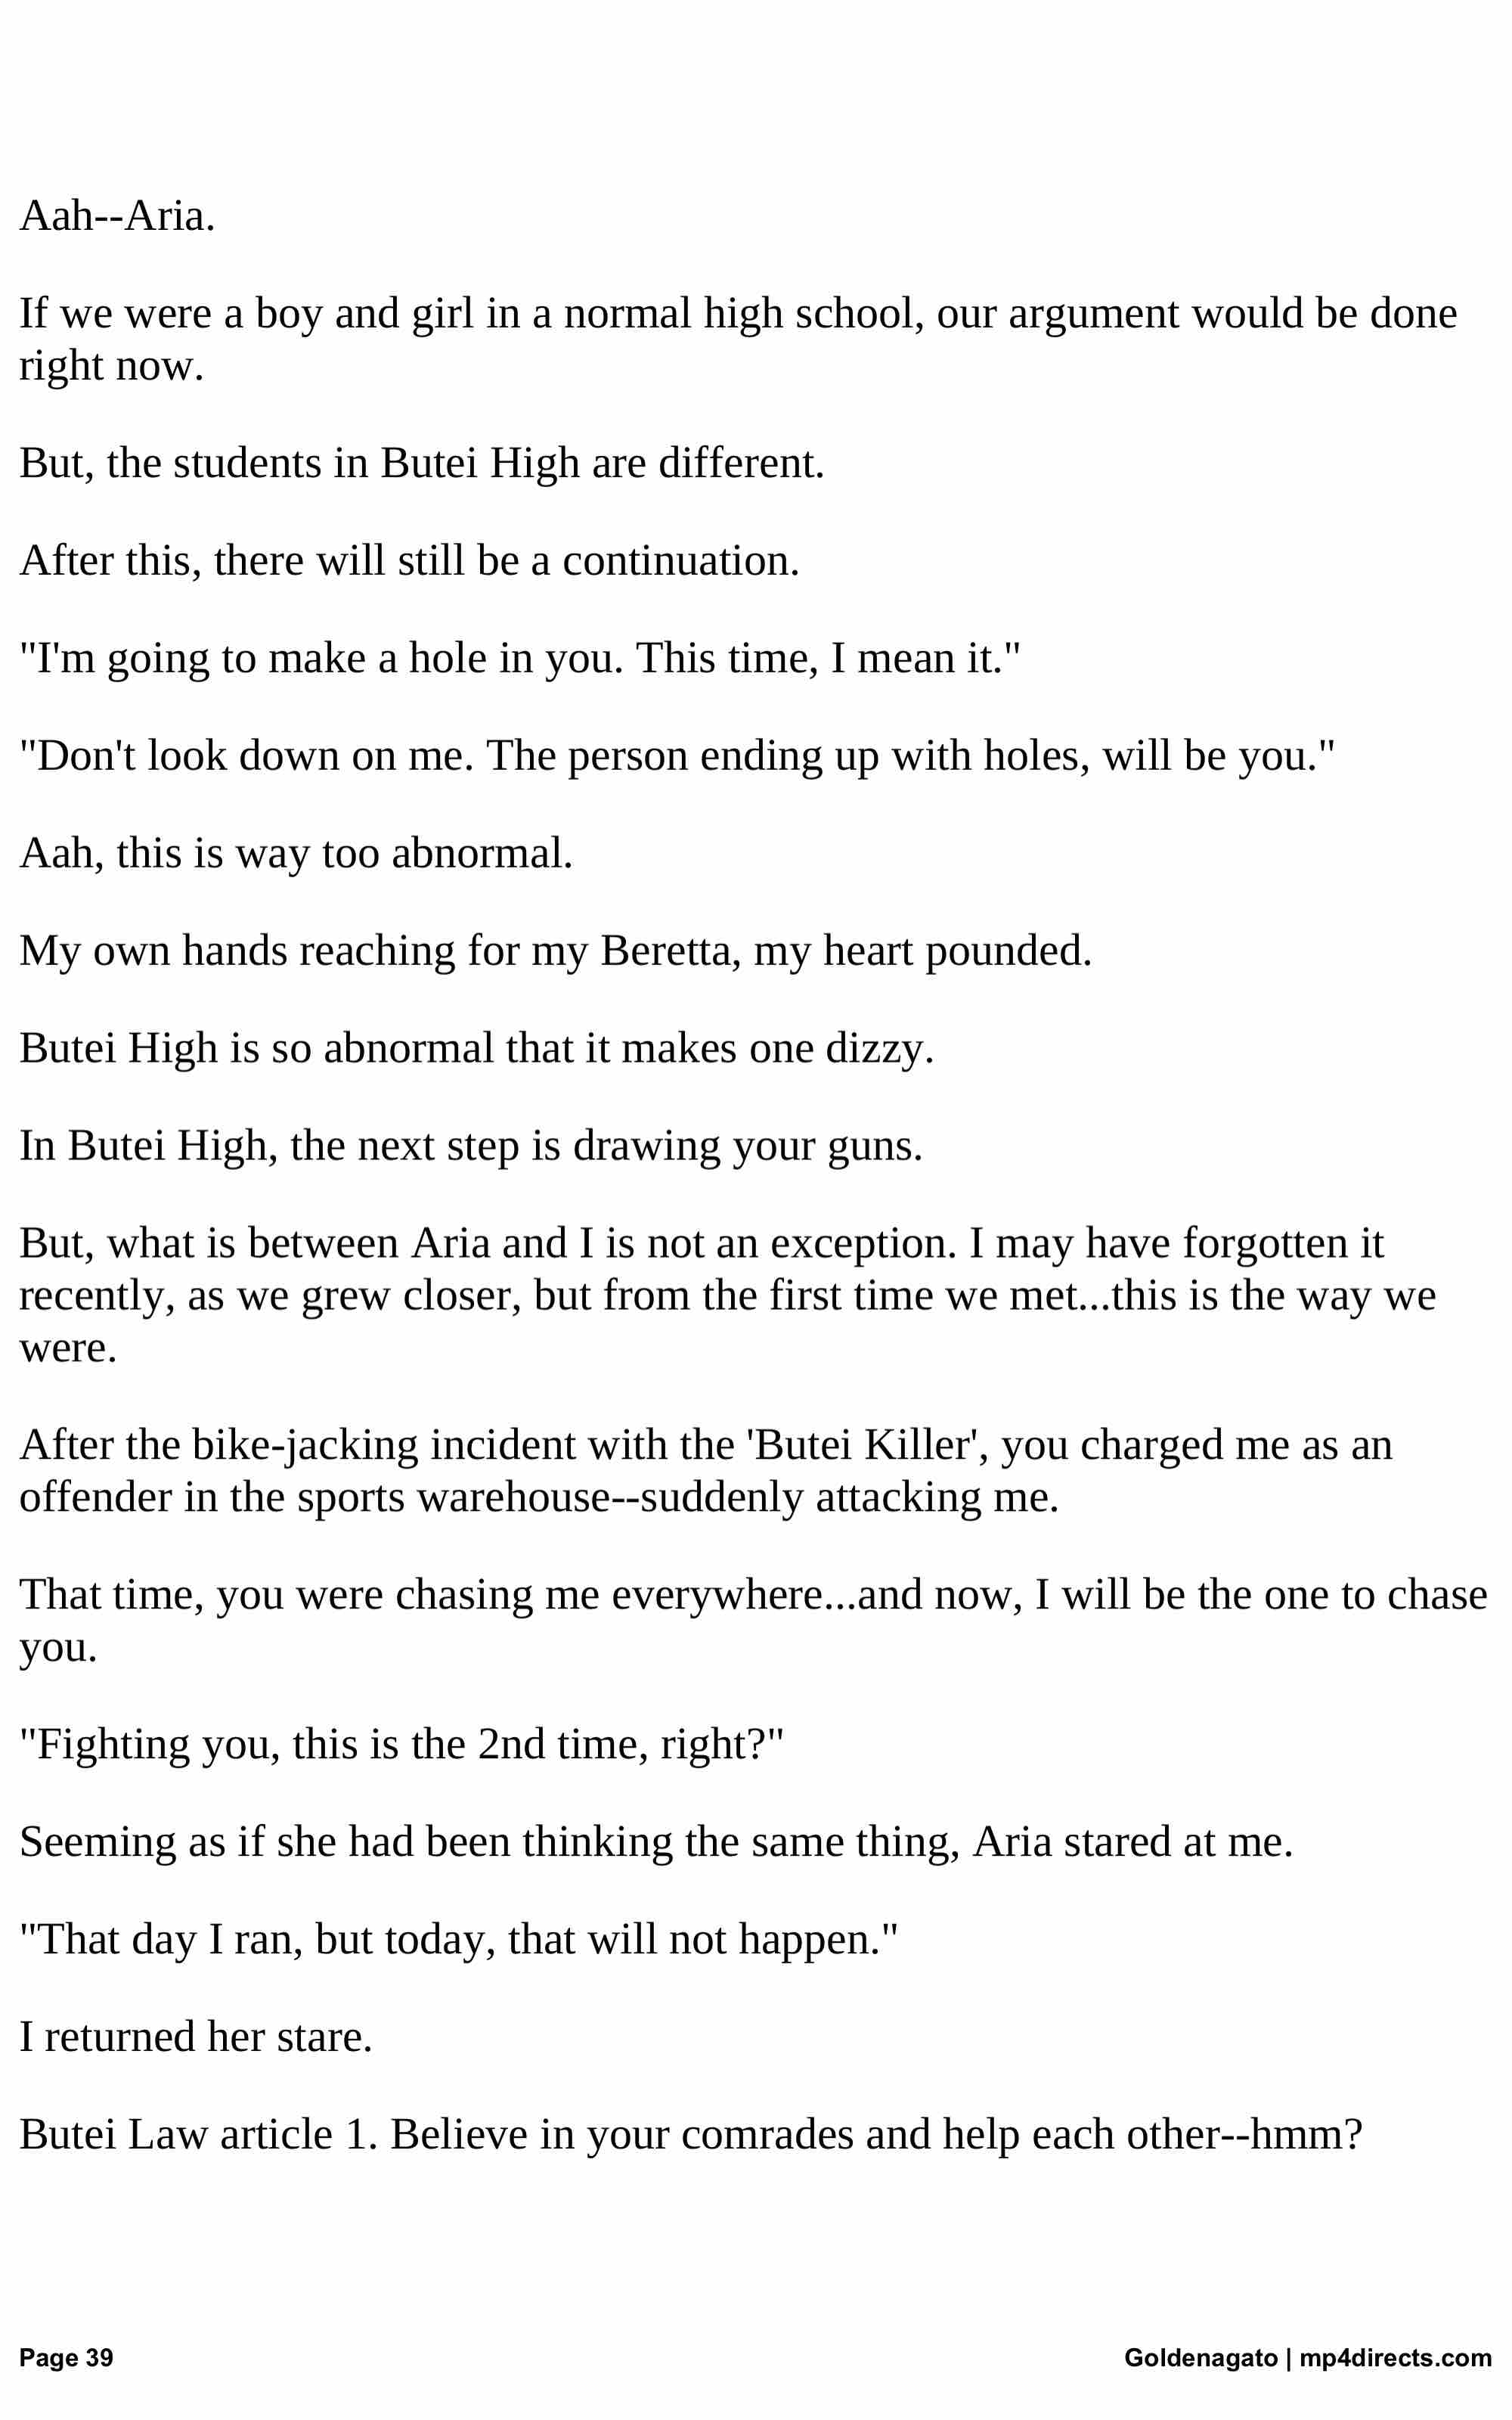 Aah--Aria.
If we were a boy and girl in a normal high school, our argument would be done
right now.
But, the students in Butei High are different.
After this, there will still be a continuation.
"I'm going to make a hole in you. This time, I mean it."
"Don't look down on me. The person ending up with holes, will be you."
Aah, this is way too abnormal.
My own hands reaching for my Beretta, my heart pounded.
Butei High is so abnormal that it makes one dizzy.
In Butei High, the next step is drawing your guns.
But, what is between Aria and I is not an exception. I may have forgotten it
recently, as we grew closer, but from the first time we met...this is the way we
were.
After the bike-jacking incident with the 'Butei Killer', you charged me as an
offender in the sports warehouse--suddenly attacking me.
That time, you were chasing me everywhere...and now, I will be the one to chase
you.
"Fighting you, this is the 2nd time, right?"
Seeming as if she had been thinking the same thing, Aria stared at me.
"That day I ran, but today, that will not happen."
I returned her stare.
Butei Law article 1. Believe in your comrades and help each other--hmm?
Page 39
Goldenagato | mp4directs.com